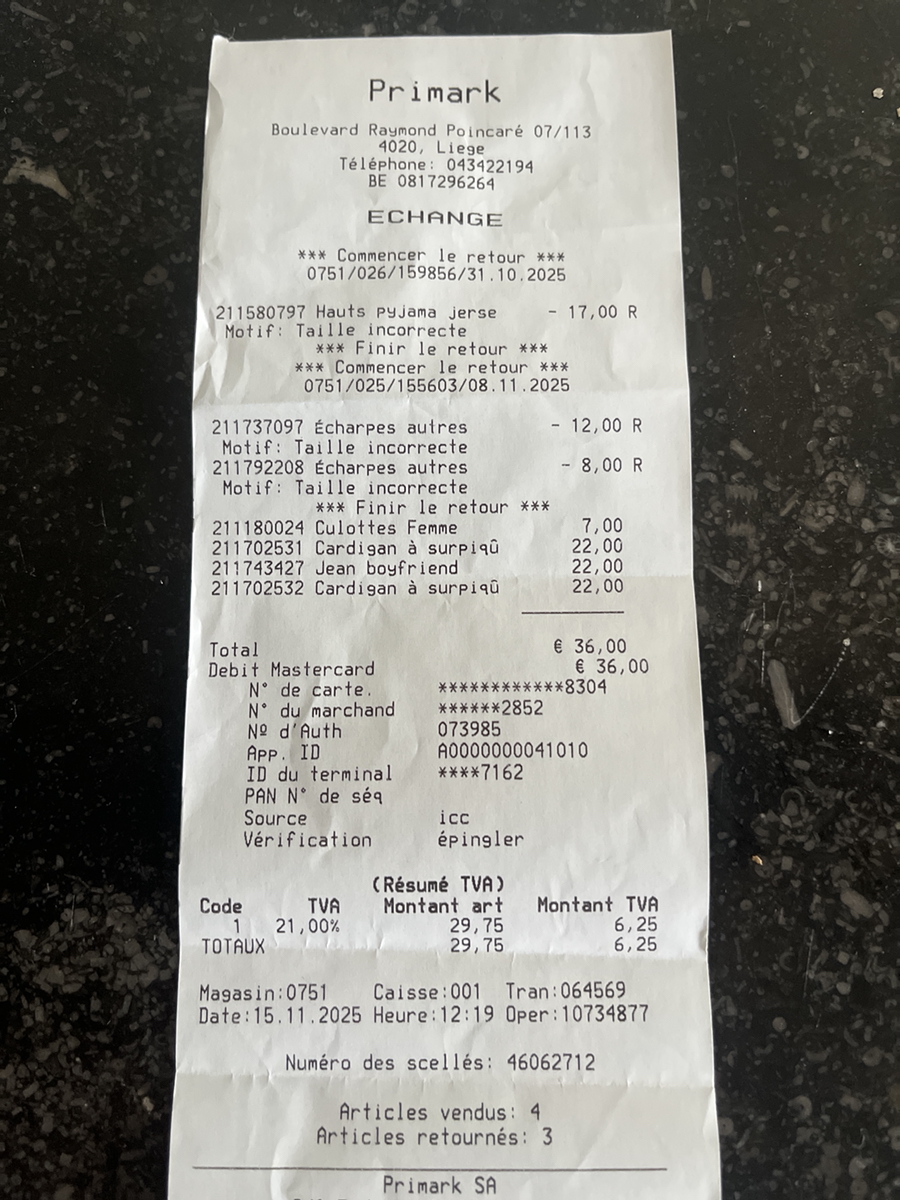 Primark
Boulevard Raymond Poincaré 07/113
4020, Liege
Téléphone: 043422194
BE 0817296264
ECHANGE
*** Commencer le retour ***
0751/026/159856/31.10.2025
211580797 Hauts pyjama jerse - 17,00 R
Motif: Taille incorrecte
*** Finir le retour ***
*** Commencer le retour ***
0751/025/155603/08.11.2025
211737097 Écharpes autres - 12,00 R
Motif: Taille incorrecte
211792208 Écharpes autres - 8,00 R
Motif: Taille incorrecte
*** Finir le retour ***
211180024 Culottes Femme 7,00
211702531 Cardigan à surpiqû 22,00
211743427 Jean boyfriend 22,00
211702532 Cardigan à surpiqû 22,00
Total € 36,00
Debit Mastercard € 36,00
N° de carte. ************8304
N° du marchand ******2852
Nº d'Auth 073985
App. ID A0000000041010
ID du terminal ****7162
PAN N° de séq
Source icc
Vérification épingler
(Résumé TVA)
Code TVA Montant art Montant TVA
1 21,00% 29,75 6,25
TOTAUX 29,75 6,25
Magasin:0751 Caisse:001 Tran:064569
Date:15.11.2025 Heure:12:19 Oper:10734877
Numéro des scellés: 46062712
Articles vendus: 4
Articles retournés: 3
Primark SA